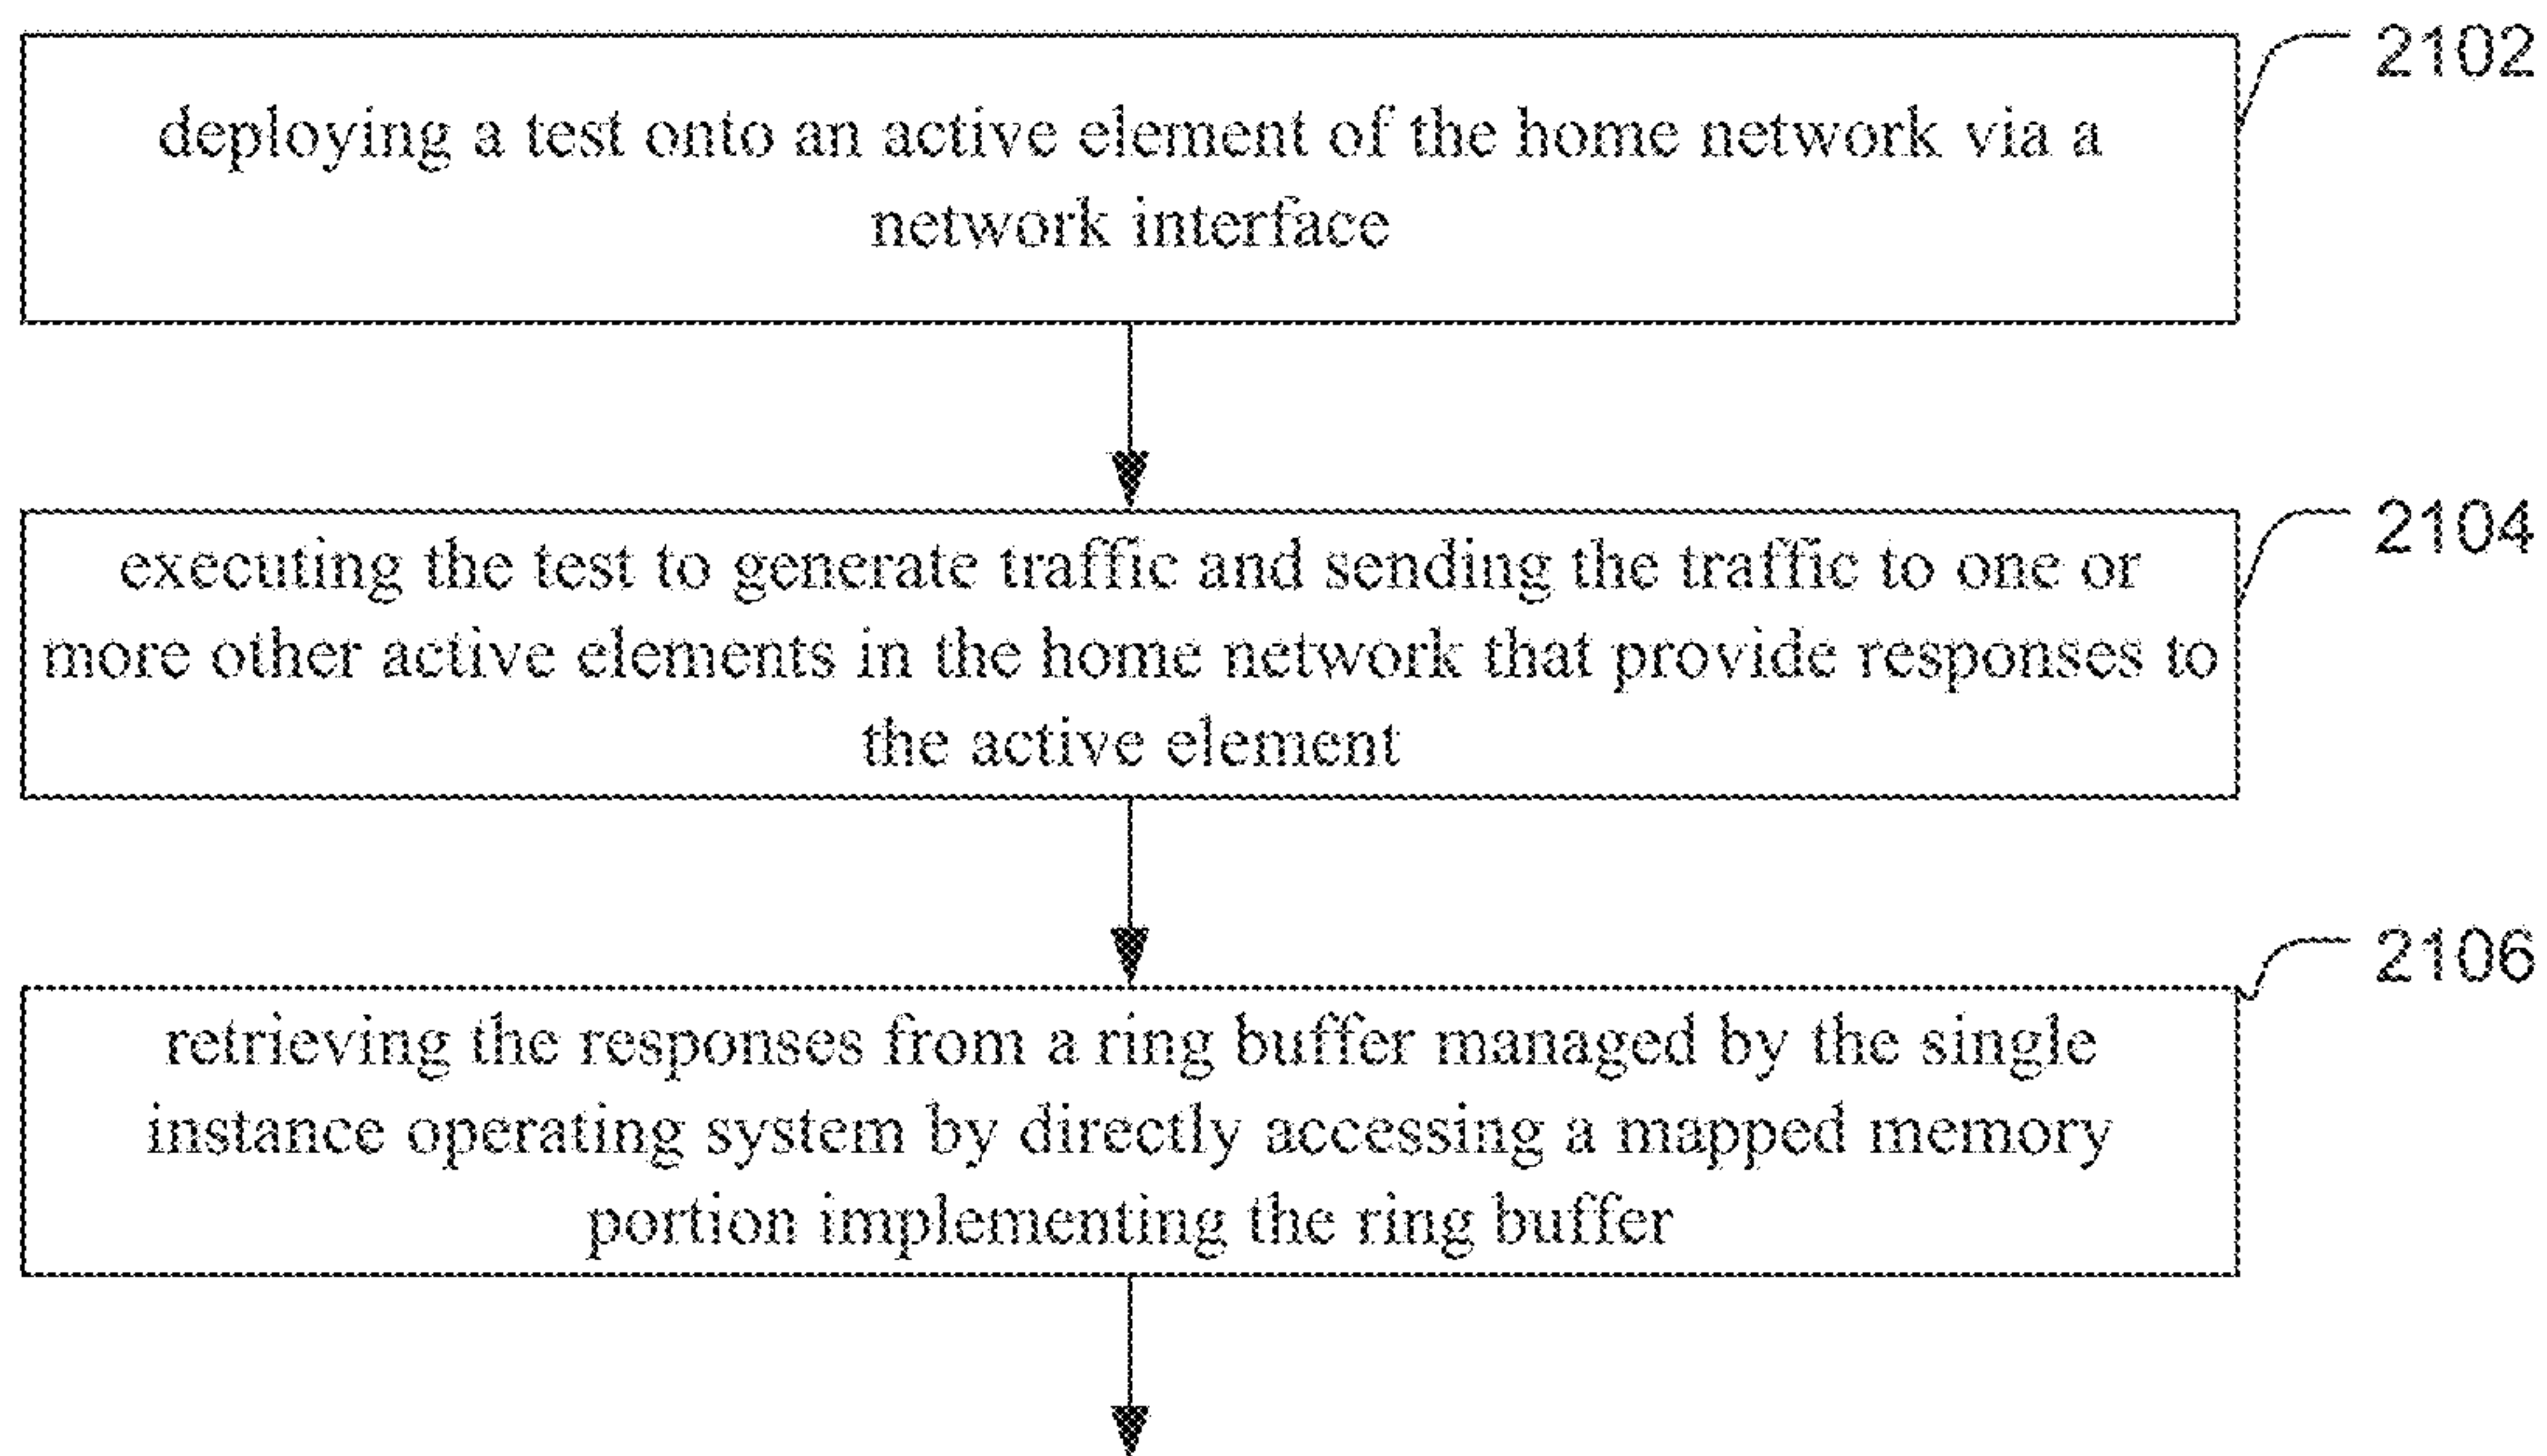 2102
deploying a test onto an active element of the home network via a
network interface
2104
executing the test to generate traffic and sending the traffic to one or
more other active elements in the home network that provide responses to
the active element
2106
retrieving the responses from a ring buffer managed by the single
instance operating system by directly accessing a mapped memory
portion implementing the ring buffer